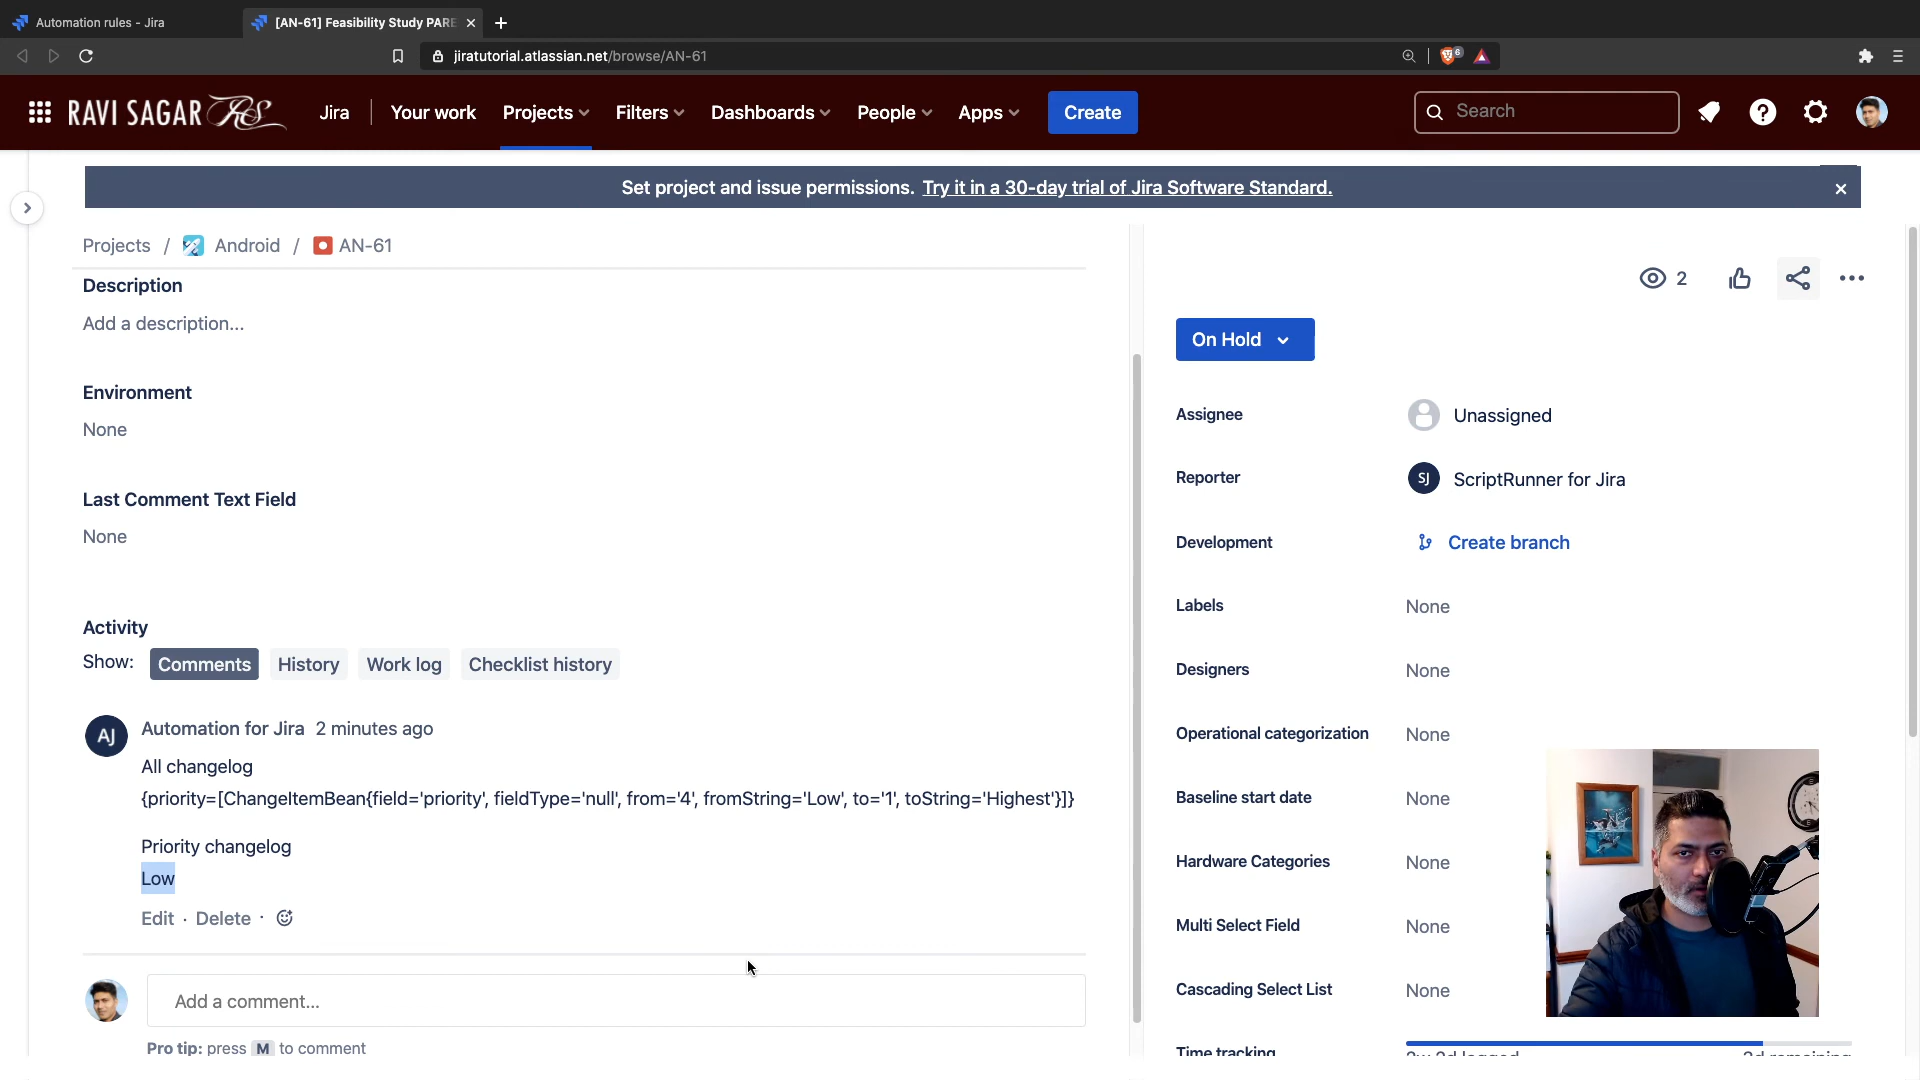 Automation rules - Jira
[AN-61] Feasibility Study PARE
jiratutorial.atlassian.net/browse/AN-61
6
RAVI SAGAR RS
Jira
Your work
Projects
Filters
Dashboards
People
Apps
Create
Search
Set project and issue permissions. Try it in a 30-day trial of Jira Software Standard.
Projects / Android / AN-61
Description
Add a description...
Environment
None
Last Comment Text Field
None
Activity
Show: Comments History Work log Checklist history
AJ
Automation for Jira 2 minutes ago
All changelog
{priority=[ChangeItemBean{field='priority', fieldType='null', from='4', fromString='Low', to='1', toString='Highest'}]}
Priority changelog
Low
Edit · Delete ·
Add a comment...
Pro tip: press M to comment
2
On Hold
Assignee Unassigned
Reporter SJ ScriptRunner for Jira
Development Create branch
Labels None
Designers None
Operational categorization None
Baseline start date None
Hardware Categories None
Multi Select Field None
Cascading Select List None
Time tracking